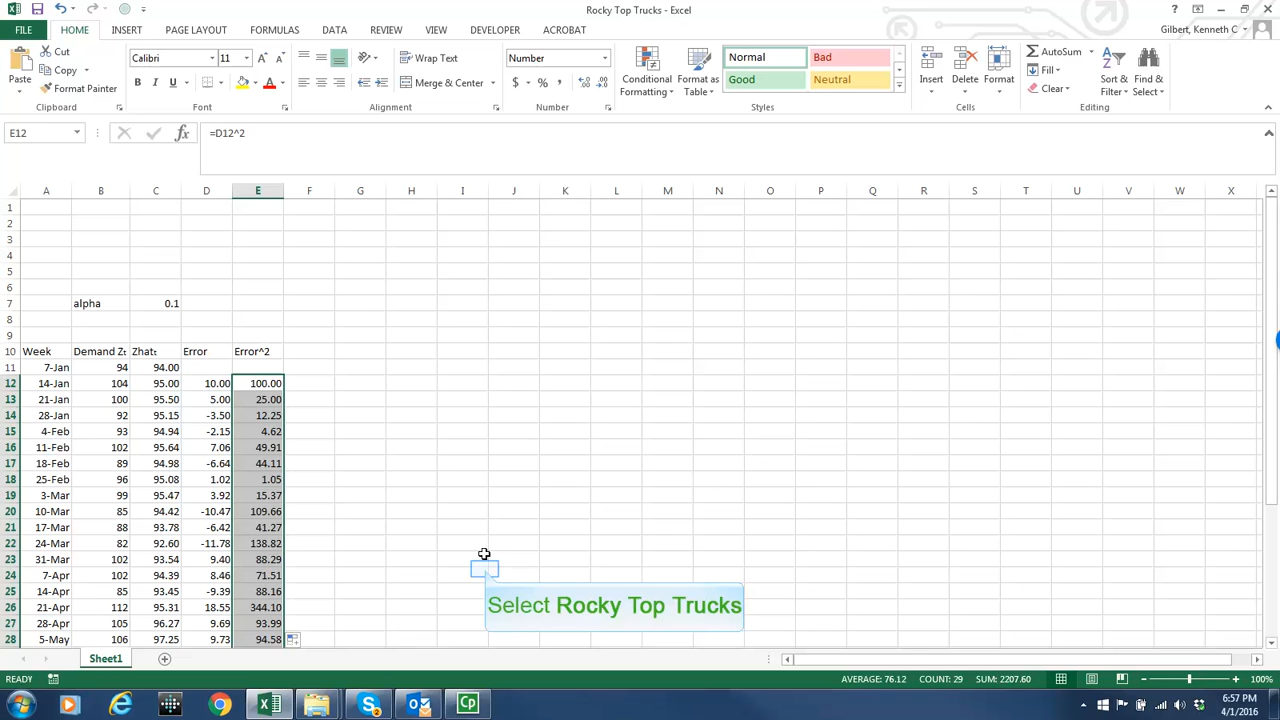 Rocky Top Trucks - Excel
FILE HOME INSERT PAGE LAYOUT FORMULAS DATA REVIEW VIEW DEVELOPER ACROBAT Gilbert, Kenneth C
Paste Cut Calibri 11 Wrap Text Number Conditional Formatting Format as Table Normal Bad Insert Delete Format AutoSum Sort & Filter Find & Select
Copy Fill
Format Painter B I U Merge & Center $ % Good Neutral Clear
Clipboard Font Alignment Number Styles Cells Editing
E12 fx =D12^2
A B C D E F G H I J K L M N O P Q R S T U V W X
1
2
3
4
5
6
7 alpha 0.1
8
9
10 Week Demand Zt Zhatt Error Error^2
11 7-Jan 94 94.00
12 14-Jan 104 95.00 10.00 100.00
13 21-Jan 100 95.50 5.00 25.00
14 28-Jan 92 95.15 -3.50 12.25
15 4-Feb 93 94.94 -2.15 4.62
16 11-Feb 102 95.64 7.06 49.91
17 18-Feb 89 94.98 -6.64 44.11
18 25-Feb 96 95.08 1.02 1.05
19 3-Mar 99 95.47 3.92 15.37
20 10-Mar 85 94.42 -10.47 109.66
21 17-Mar 88 93.78 -6.42 41.27
22 24-Mar 82 92.60 -11.78 138.82
23 31-Mar 102 93.54 9.40 88.29
24 7-Apr 102 94.39 8.46 71.51
25 14-Apr 85 93.45 -9.39 88.16
26 21-Apr 112 95.31 18.55 344.10
27 28-Apr 105 96.27 9.69 93.99
28 5-May 106 97.25 9.73 94.58
Select Rocky Top Trucks
Sheet1
READY AVERAGE: 76.12 COUNT: 29 SUM: 2207.60 100%
6:57 PM
4/1/2016